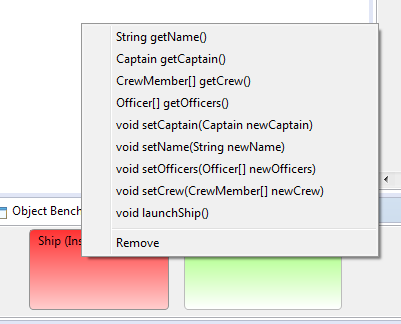 String getName()
Captain getCaptain()
CrewMember[] getCrew()
Officer[] getOfficers()
void setCaptain(Captain newCaptain)
void setName(String newName)
void setOfficers(Officer[] newOfficers)
void setCrew(CrewMember[] newCrew)
void launchShip()
Remove
Object Bench
Ship (Ins